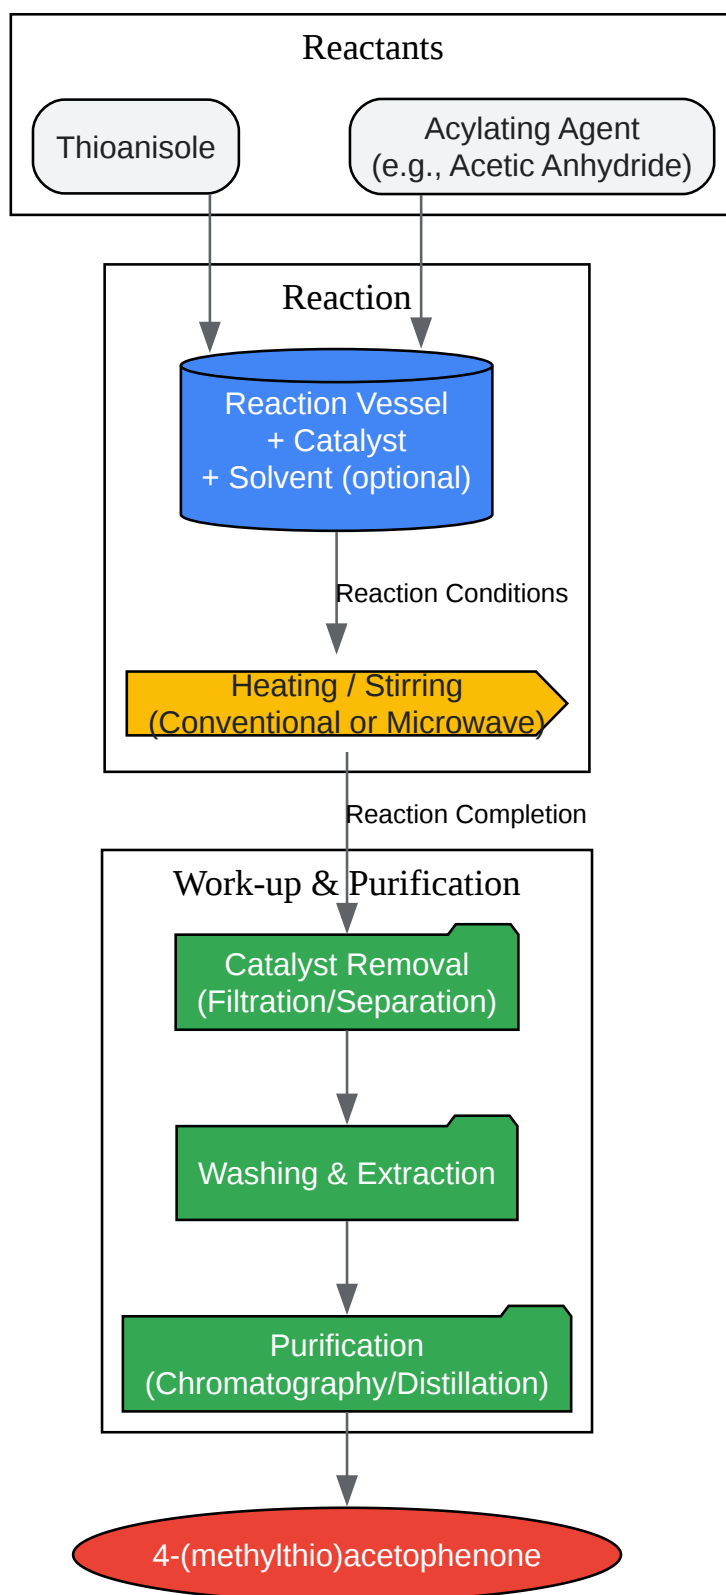 Reactants
Thioanisole
Acylating Agent
(e.g., Acetic Anhydride)
Reaction
Reaction Vessel
+ Catalyst
+ Solvent (optional)
Reaction Conditions
Heating / Stirring
(Conventional or Microwave)
Reaction Completion
Work-up & Purification
Catalyst Removal
(Filtration/Separation)
Washing & Extraction
Purification
(Chromatography/Distillation)
4-(methylthio)acetophenone